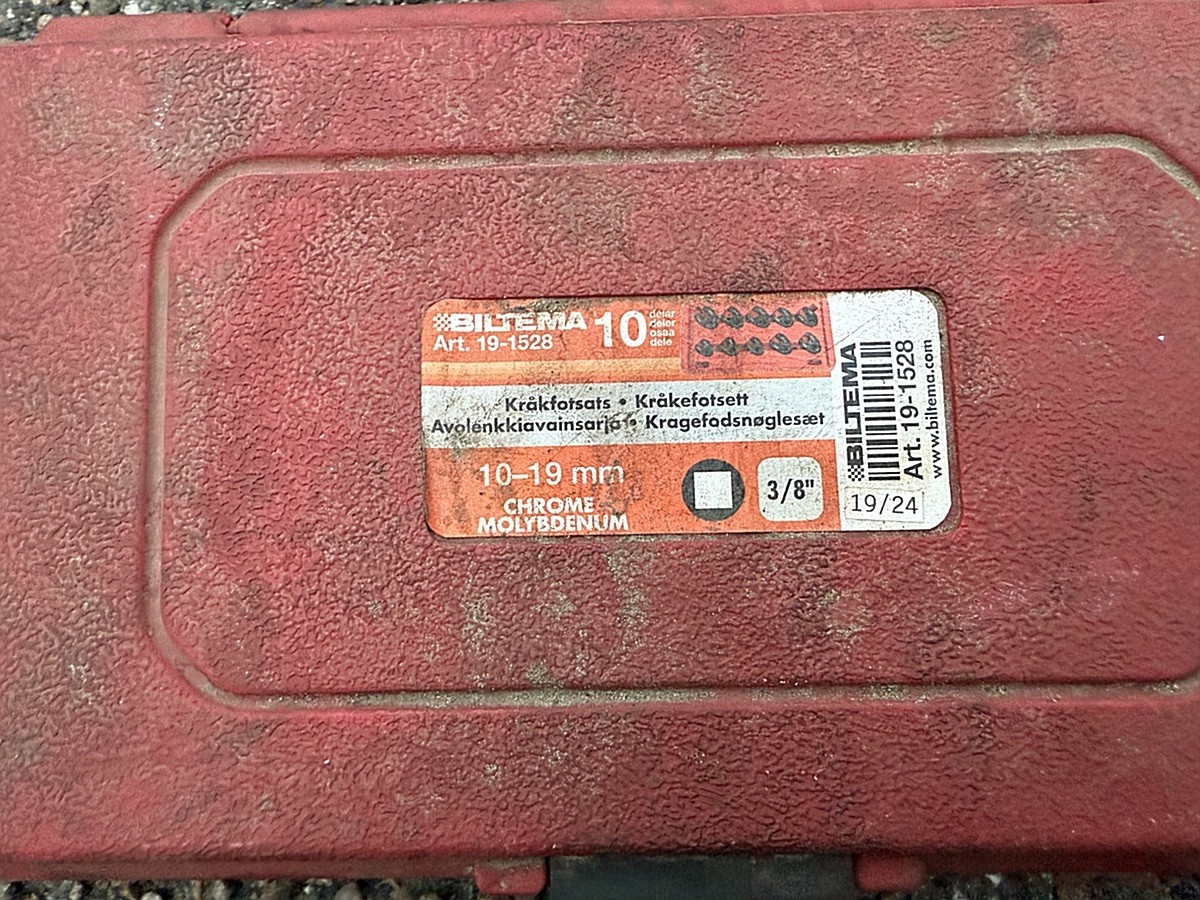 BILTEMA 10 delar
deler
osaa
dele
Art. 19-1528
Kråkfotsats • Kråkefotsett
Avolenkkiavainsarja • Kragefodsnøglesæt
10–19 mm
CHROME
MOLYBDENUM
3/8"
BILTEMA
Art. 19-1528
www.biltema.com
19/24